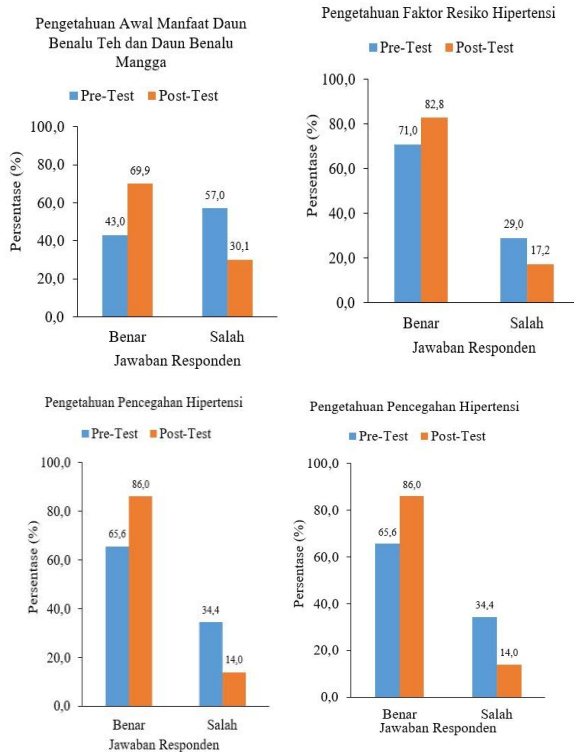 Pengetahuan Awal Manfaat Daun
Benalu Teh dan Daun Benalu
Mangga
Pre-Test Post-Test
100,0
80,0
60,0
40,0
20,0
0,0
Persentase (%)
43,0
69,9
57,0
30,1
Benar Salah
Jawaban Responden
Pengetahuan Faktor Resiko Hipertensi
Pre-Test Post-Test
100,0
80,0
60,0
40,0
20,0
0,0
Persentase (%)
71,0
82,8
29,0
17,2
Benar Salah
Jawaban Responden
Pengetahuan Pencegahan Hipertensi
Pre-Test Post-Test
100,0
80,0
60,0
40,0
20,0
0,0
Persentase (%)
65,6
86,0
34,4
14,0
Benar Salah
Jawaban Responden
Pengetahuan Pencegahan Hipertensi
Pre-Test Post-Test
100,0
80,0
60,0
40,0
20,0
0,0
Persentase (%)
65,6
86,0
34,4
14,0
Benar Salah
Jawaban Responden